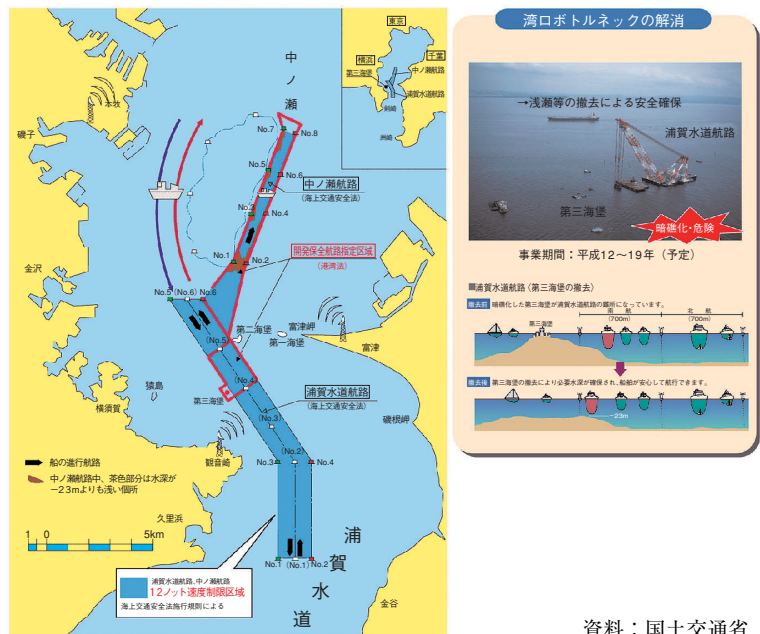 東京
千葉
横浜
第三海堡
中ノ瀬航路
浦賀水道航路
剣崎
洲崎
中ノ瀬
本牧
磯子
No.7
No.8
No.5
No.6
No.3
No.4
No.1
No.2
中ノ瀬航路
(海上交通安全法)
開発保全航路指定区域
(港湾法)
金沢
No.5
(No.6)
No.6
第二海堡
富津岬
第一海堡
富津
(No.5)
猿島
横須賀
第三海堡
(No.4)
浦賀水道航路
(海上交通安全法)
(No.3)
磯根岬
観音崎
(No.2)
No.3
No.4
船の進行航路
中ノ瀬航路中、茶色部分は水深が
－23mよりも浅い個所
久里浜
1 0 5km
浦賀水道
No.1
(No.1)
No.2
浦賀水道航路、中ノ瀬航路
12ノット速度制限区域
海上交通安全法施行規則による
金谷
湾口ボトルネックの解消
→浅瀬等の撤去による安全確保
浦賀水道航路
第三海堡
暗礁化・危険
事業期間：平成12～19年（予定）
■浦賀水道航路（第三海堡の撤去）
撤去前 暗礁化した第三海堡が浦賀水道航路の難所になっています。
南航
(700m)
北航
(700m)
第三海堡
撤去後 第三海堡の撤去により必要水深が確保され、船舶が安心して航行できます。
－23m
資料：国土交通省